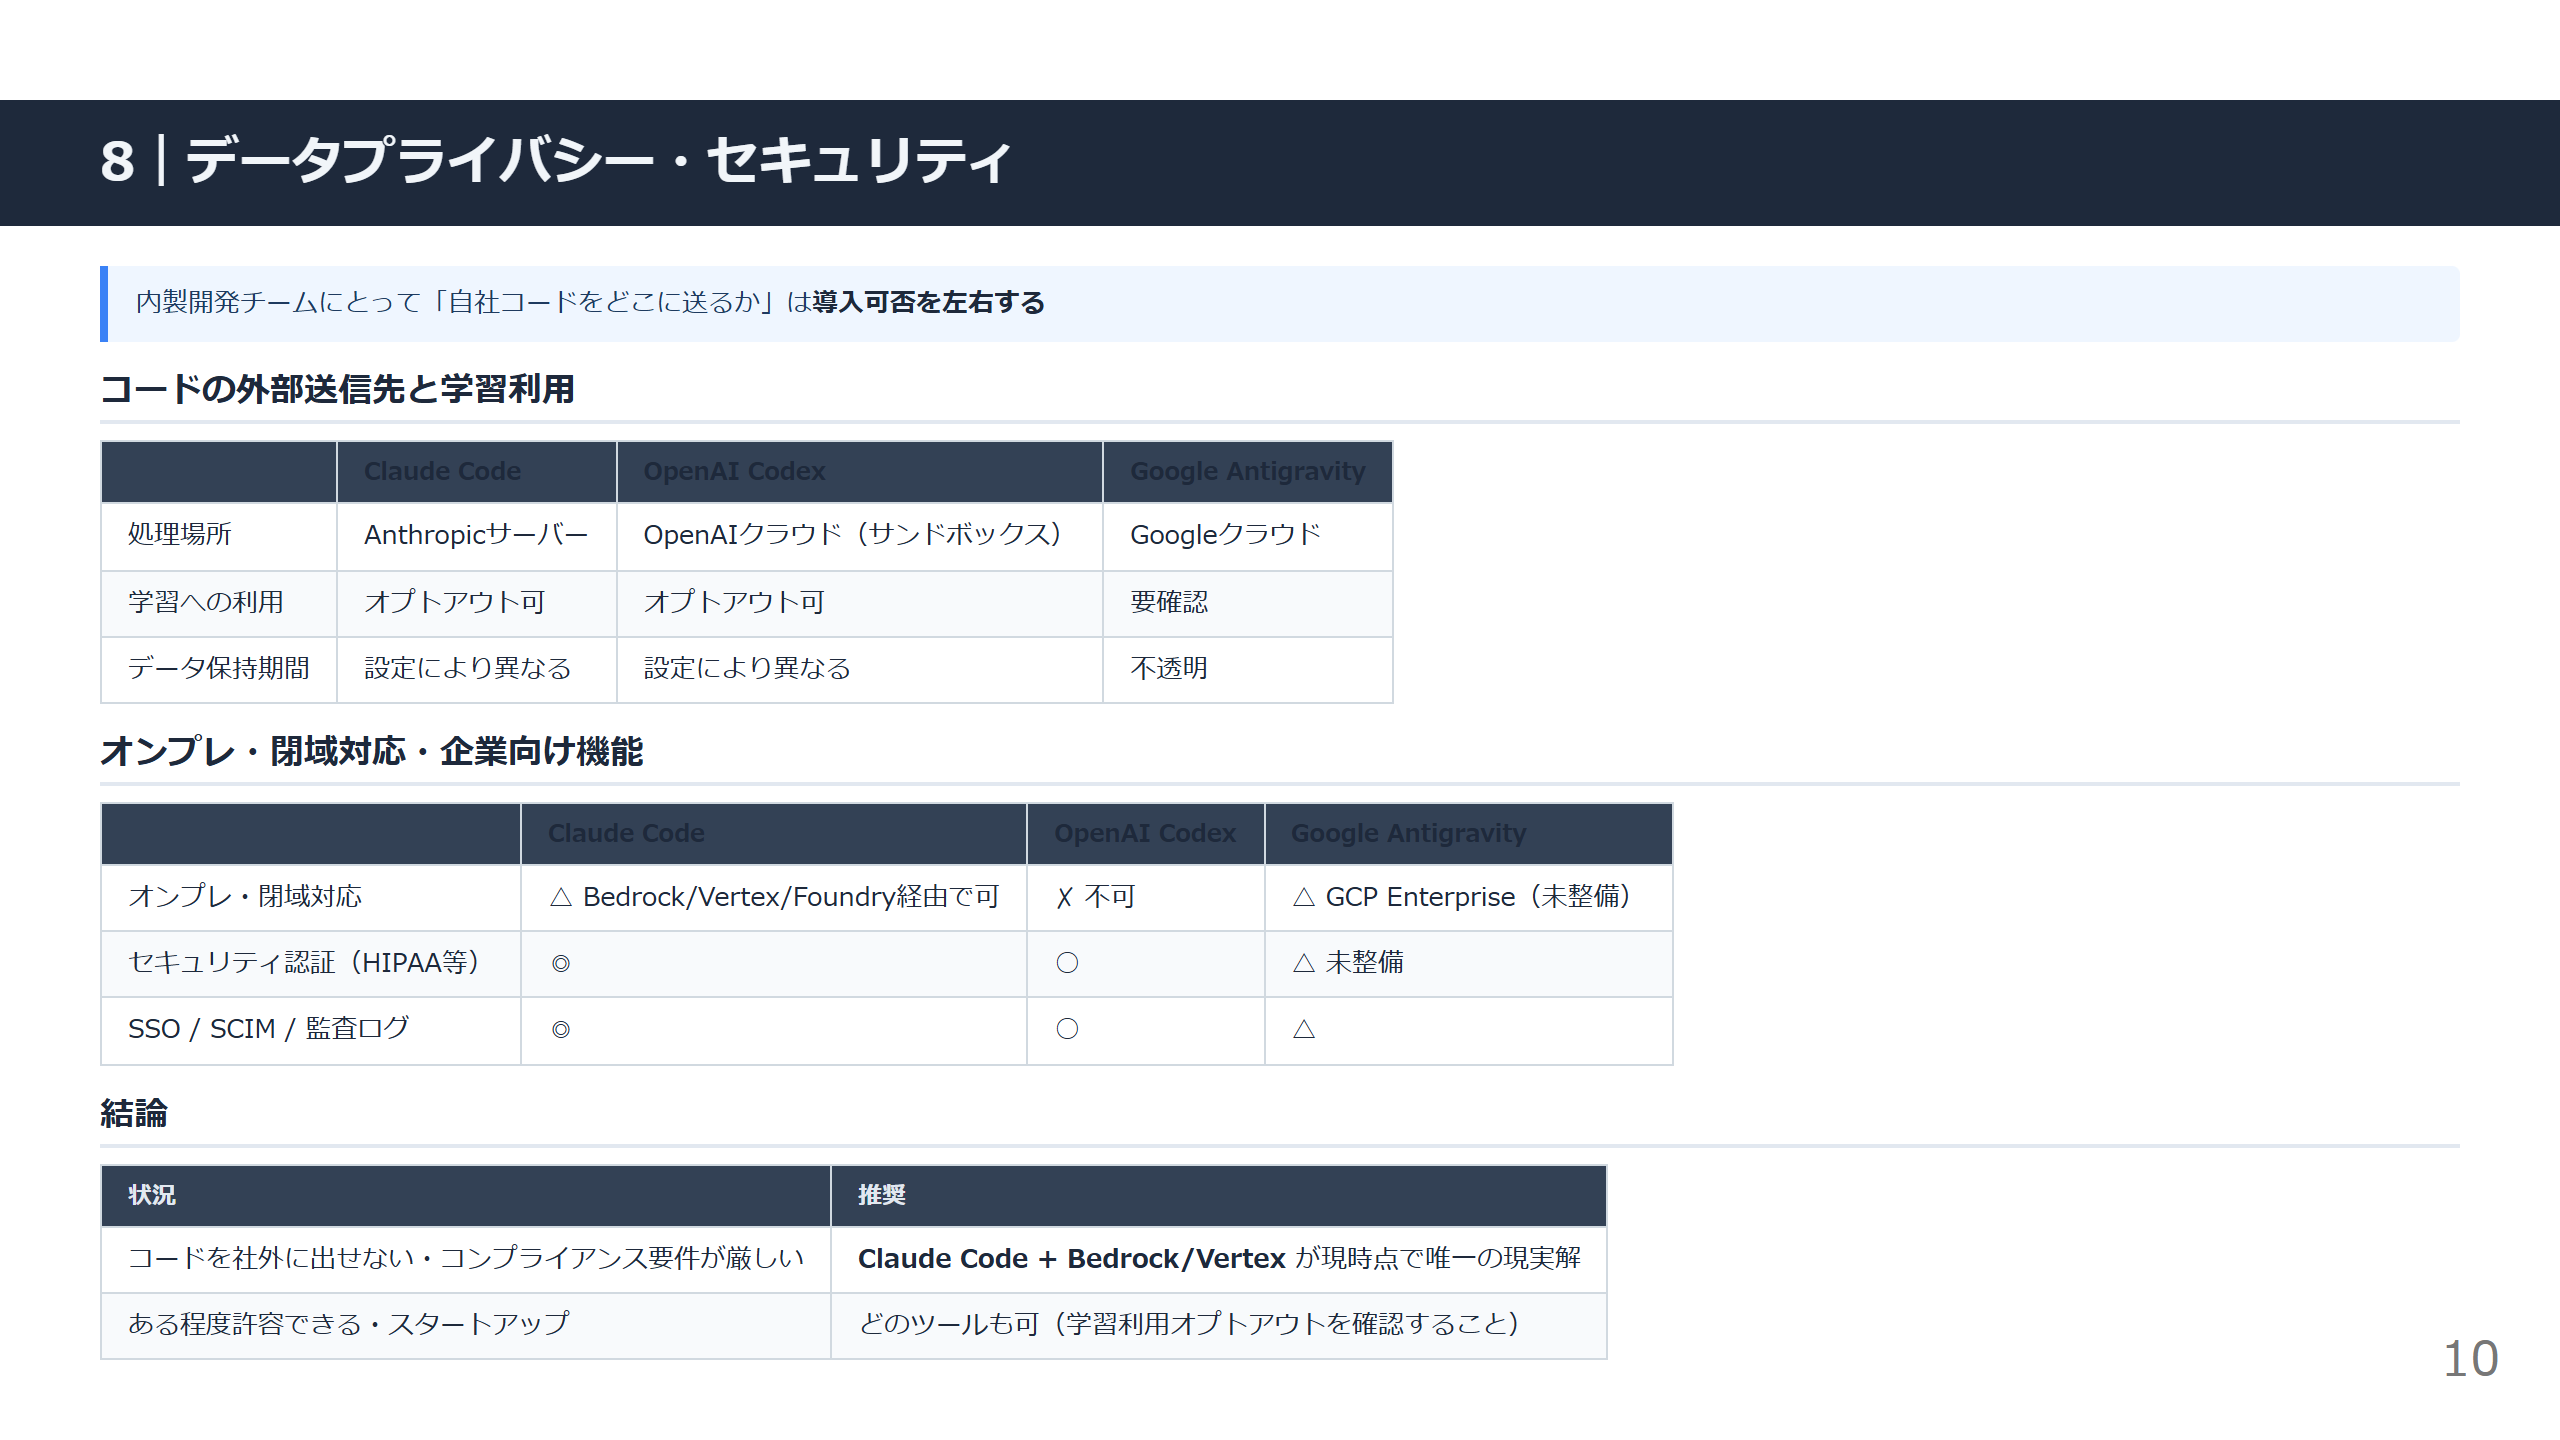 8｜データプライバシー・セキュリティ
内製開発チームにとって「自社コードをどこに送るか」は導入可否を左右する
コードの外部送信先と学習利用
Claude Code OpenAI Codex Google Antigravity
処理場所 Anthropicサーバー OpenAIクラウド（サンドボックス） Googleクラウド
学習への利用 オプトアウト可 オプトアウト可 要確認
データ保持期間 設定により異なる 設定により異なる 不透明
オンプレ・閉域対応・企業向け機能
Claude Code OpenAI Codex Google Antigravity
オンプレ・閉域対応 △ Bedrock/Vertex/Foundry経由で可 ✗ 不可 △ GCP Enterprise（未整備）
セキュリティ認証（HIPAA等） ◎ ○ △ 未整備
SSO / SCIM / 監査ログ ◎ ○ △
結論
状況 推奨
コードを社外に出せない・コンプライアンス要件が厳しい Claude Code + Bedrock/Vertex が現時点で唯一の現実解
ある程度許容できる・スタートアップ どのツールも可（学習利用オプトアウトを確認すること）
10